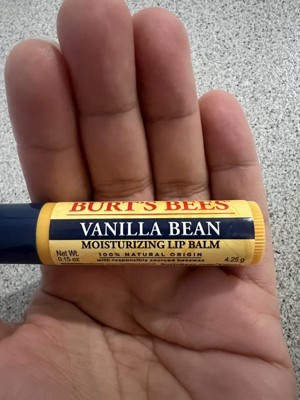 BURT'S BEES
VANILLA BEAN
MOISTURIZING LIP BALM
100% NATURAL ORIGIN
with responsibly sourced beeswax
Net Wt.
0.15 oz
4.25 g